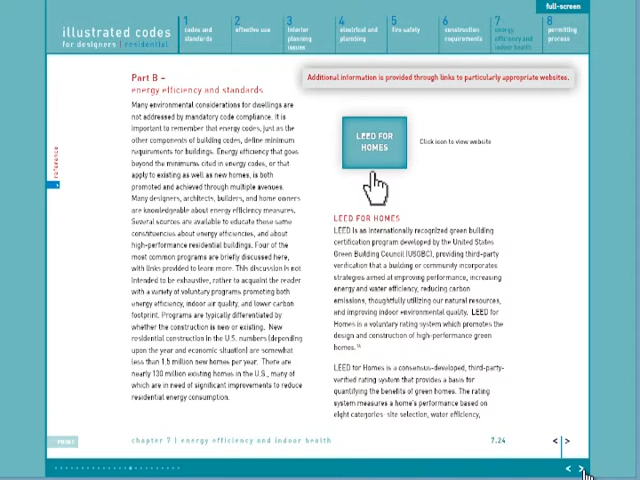 full-screen
illustrated codes
for designers | residential
1
codes and
standards
2
effective use
3
interior
planning
issues
4
electrical and
plumbing
5
fire safety
6
construction
requirements
7
energy
efficiency and
indoor health
8
permitting
process
reference
Part B –
energy efficiency and standards
Many environmental considerations for dwellings are
not addressed by mandatory code compliance. It is
important to remember that energy codes, just as the
other components of building codes, define minimum
requirements for buildings. Energy efficiency that goes
beyond the minimums cited in energy codes, or that
apply to existing as well as new homes, is both
promoted and achieved through multiple avenues.
Many designers, architects, builders, and home owners
are knowledgeable about energy efficiency measures.
Several sources are available to educate those same
constituencies about energy efficiency, and about
high-performance residential buildings. Four of the
most common programs are briefly discussed here,
with links provided to learn more. This discussion is not
intended to be exhaustive, rather to acquaint the reader
with a variety of voluntary programs promoting both
energy efficiency, indoor air quality, and lower carbon
footprint. Programs are typically differentiated by
whether the construction is new or existing. New
residential construction in the U.S. numbers (depending
upon the year and economic situation) are somewhat
less than 1.5 million new homes per year. There are
nearly 130 million existing homes in the U.S., many of
which are in need of significant improvements to reduce
residential energy consumption.
Additional information is provided through links to particularly appropriate websites.
LEED FOR
HOMES
Click icon to view website
LEED FOR HOMES
LEED is an internationally recognized green building
certification program developed by the United States
Green Building Council (USGBC), providing third-party
verification that a building or community incorporates
strategies aimed at improving performance, increasing
energy and water efficiency, reducing carbon
emissions, thoughtfully utilizing our natural resources,
and improving indoor environmental quality. LEED for
Homes is a voluntary rating system which promotes the
design and construction of high-performance green
homes.
LEED for Homes is a consensus-developed, third-party-
verified rating system that provides a basis for
quantifying the benefits of green homes. The rating
system measures a home's performance based on
eight categories- site selection, water efficiency,
PRINT
chapter 7 | energy efficiency and indoor health
7.24
< | >
< >